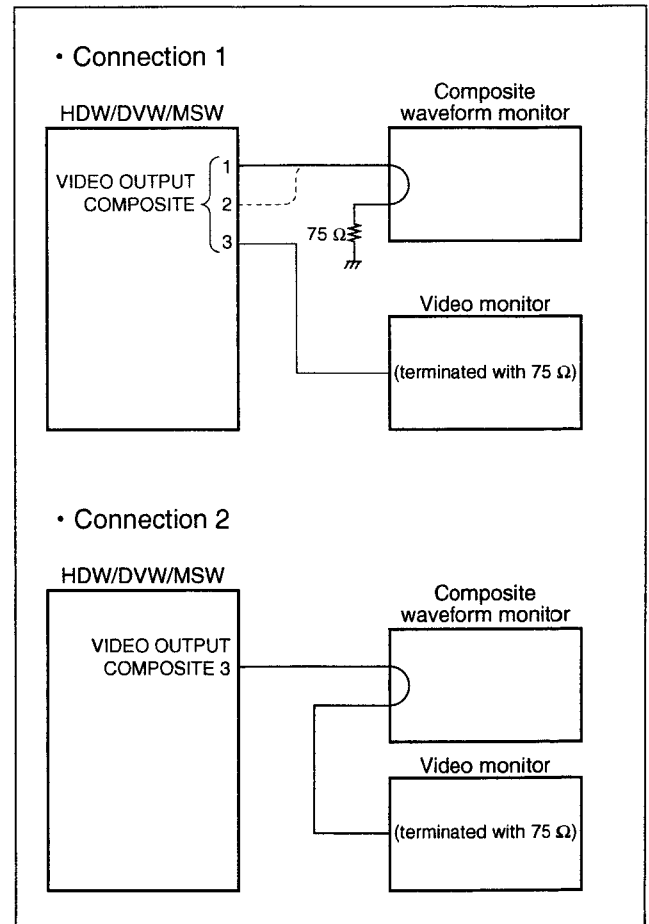 • Connection 1
HDW/DVW/MSW
Composite
waveform monitor
VIDEO OUTPUT
COMPOSITE
1
2
3
75 Ω
Video monitor
(terminated with 75 Ω)
• Connection 2
HDW/DVW/MSW
Composite
waveform monitor
VIDEO OUTPUT
COMPOSITE 3
Video monitor
(terminated with 75 Ω)